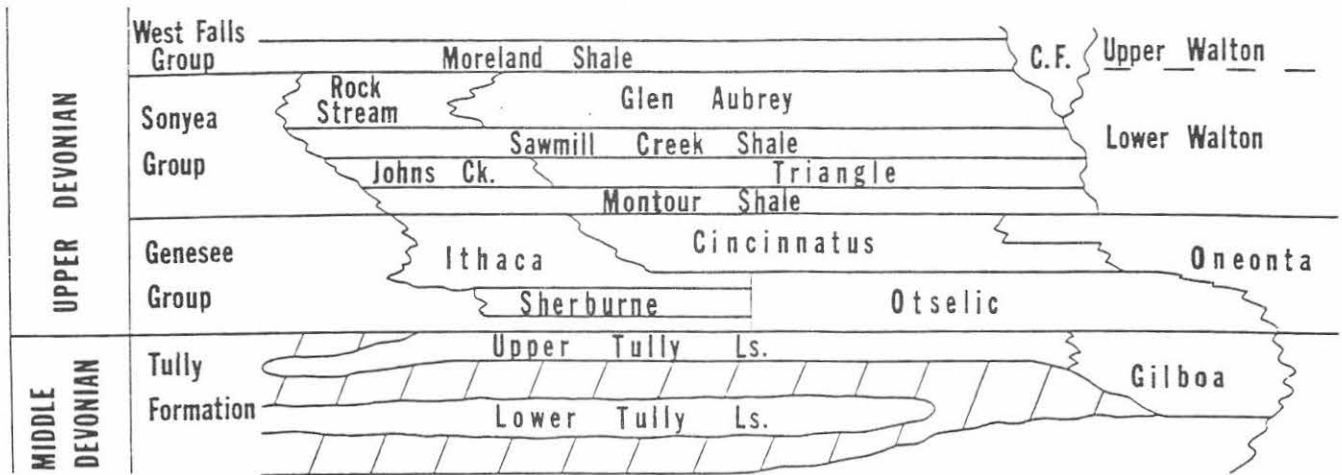 UPPER DEVONIAN
MIDDLE
DEVONIAN
West Falls
Group
Moreland Shale
C.F.
Upper Walton
Sonyea
Group
Rock
Stream
Glen Aubrey
Lower Walton
Sawmill Creek Shale
Johns Ck.
Triangle
Montour Shale
Genesee
Group
Ithaca
Cincinnatus
Oneonta
Sherburne
Otselic
Tully
Formation
Upper Tully Ls.
Gilboa
Lower Tully Ls.